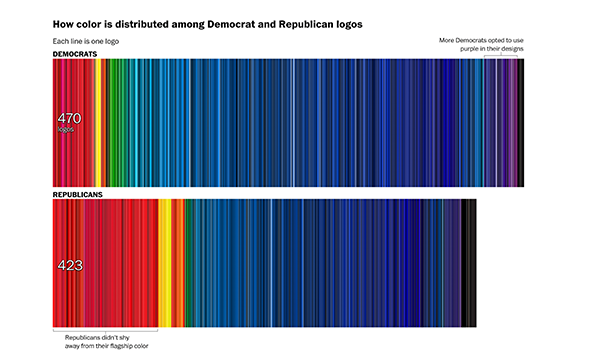 How color is distributed among Democrat and Republican logos
Each line is one logo
More Democrats opted to use
purple in their designs
DEMOCRATS
470
logos
REPUBLICANS
423
Republicans didn't shy
away from their flagship color